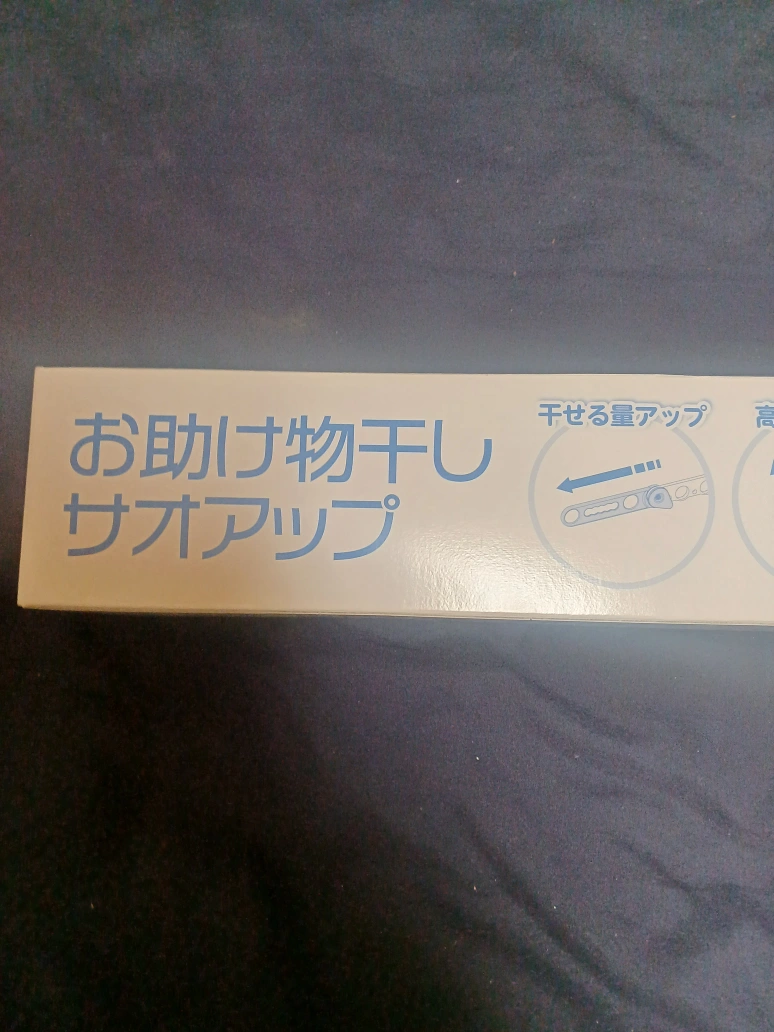 お助け物干し
サオアップ
干せる量アップ
高